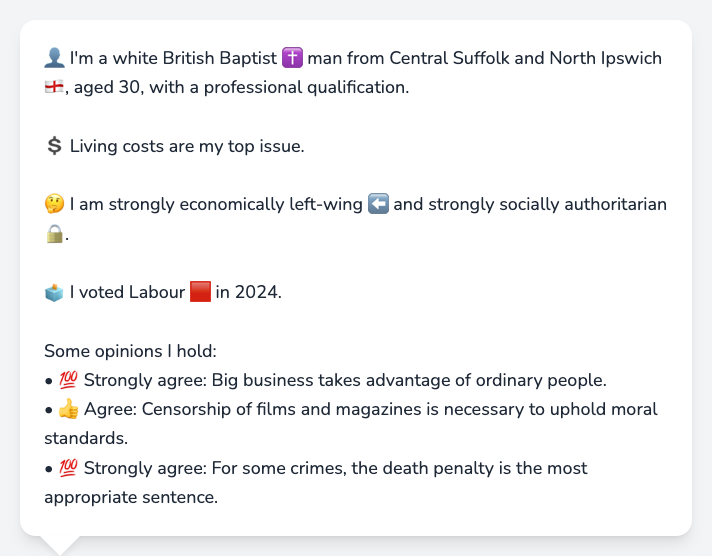 👤 I'm a white British Baptist ✝️ man from Central Suffolk and North Ipswich
🏴󠁧󠁢󠁥󠁮󠁧󠁿, aged 30, with a professional qualification.
💲 Living costs are my top issue.
🤔 I am strongly economically left-wing ⬅️ and strongly socially authoritarian
🔒.
🗳️ I voted Labour 🟥 in 2024.
Some opinions I hold:
• 💯 Strongly agree: Big business takes advantage of ordinary people.
• 👍 Agree: Censorship of films and magazines is necessary to uphold moral
standards.
• 💯 Strongly agree: For some crimes, the death penalty is the most
appropriate sentence.